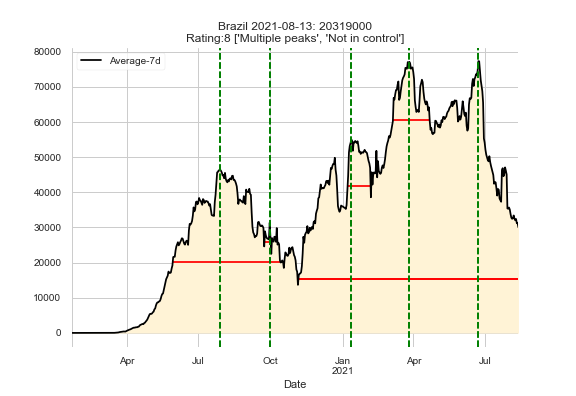 Brazil 2021-08-13: 20319000
Rating:8 ['Multiple peaks', 'Not in control']
Average-7d
80000
70000
60000
50000
40000
30000
20000
10000
0
Apr
Jul
Oct
Jan
2021
Apr
Jul
Date